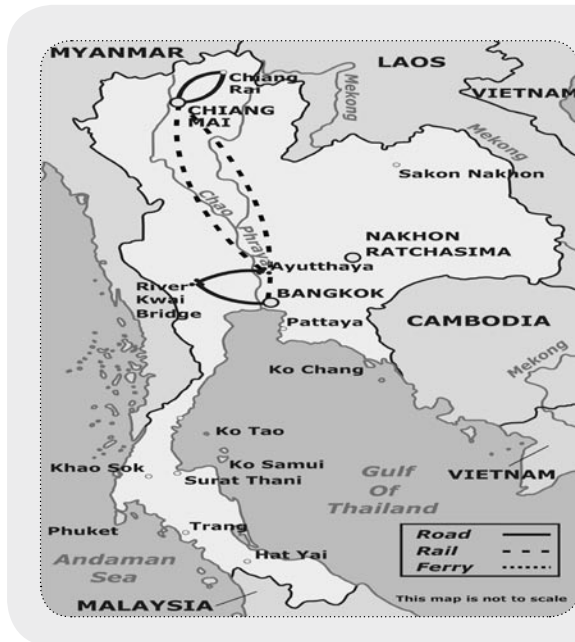 MYANMAR
LAOS
Chiang
Rai
Mekong
VIETNAM
CHIANG
MAI
Mekong
Sakon Nakhon
Chao
Phraya
NAKHON
RATCHASIMA
Ayutthaya
River
Kwai
Bridge
BANGKOK
Pattaya
CAMBODIA
Mekong
Ko Chang
Ko Tao
Khao Sok
Ko Samui
Surat Thani
Gulf
Of
Thailand
VIETNAM
Phuket
Trang
Road
Rail
Ferry
Andaman
Sea
Hat Yai
MALAYSIA
This map is not to scale